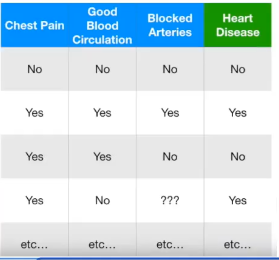 Chest Pain Good Blood Circulation Blocked Arteries Heart Disease
No No No No
Yes Yes Yes Yes
Yes Yes No No
Yes No ??? Yes
etc... etc... etc... etc...